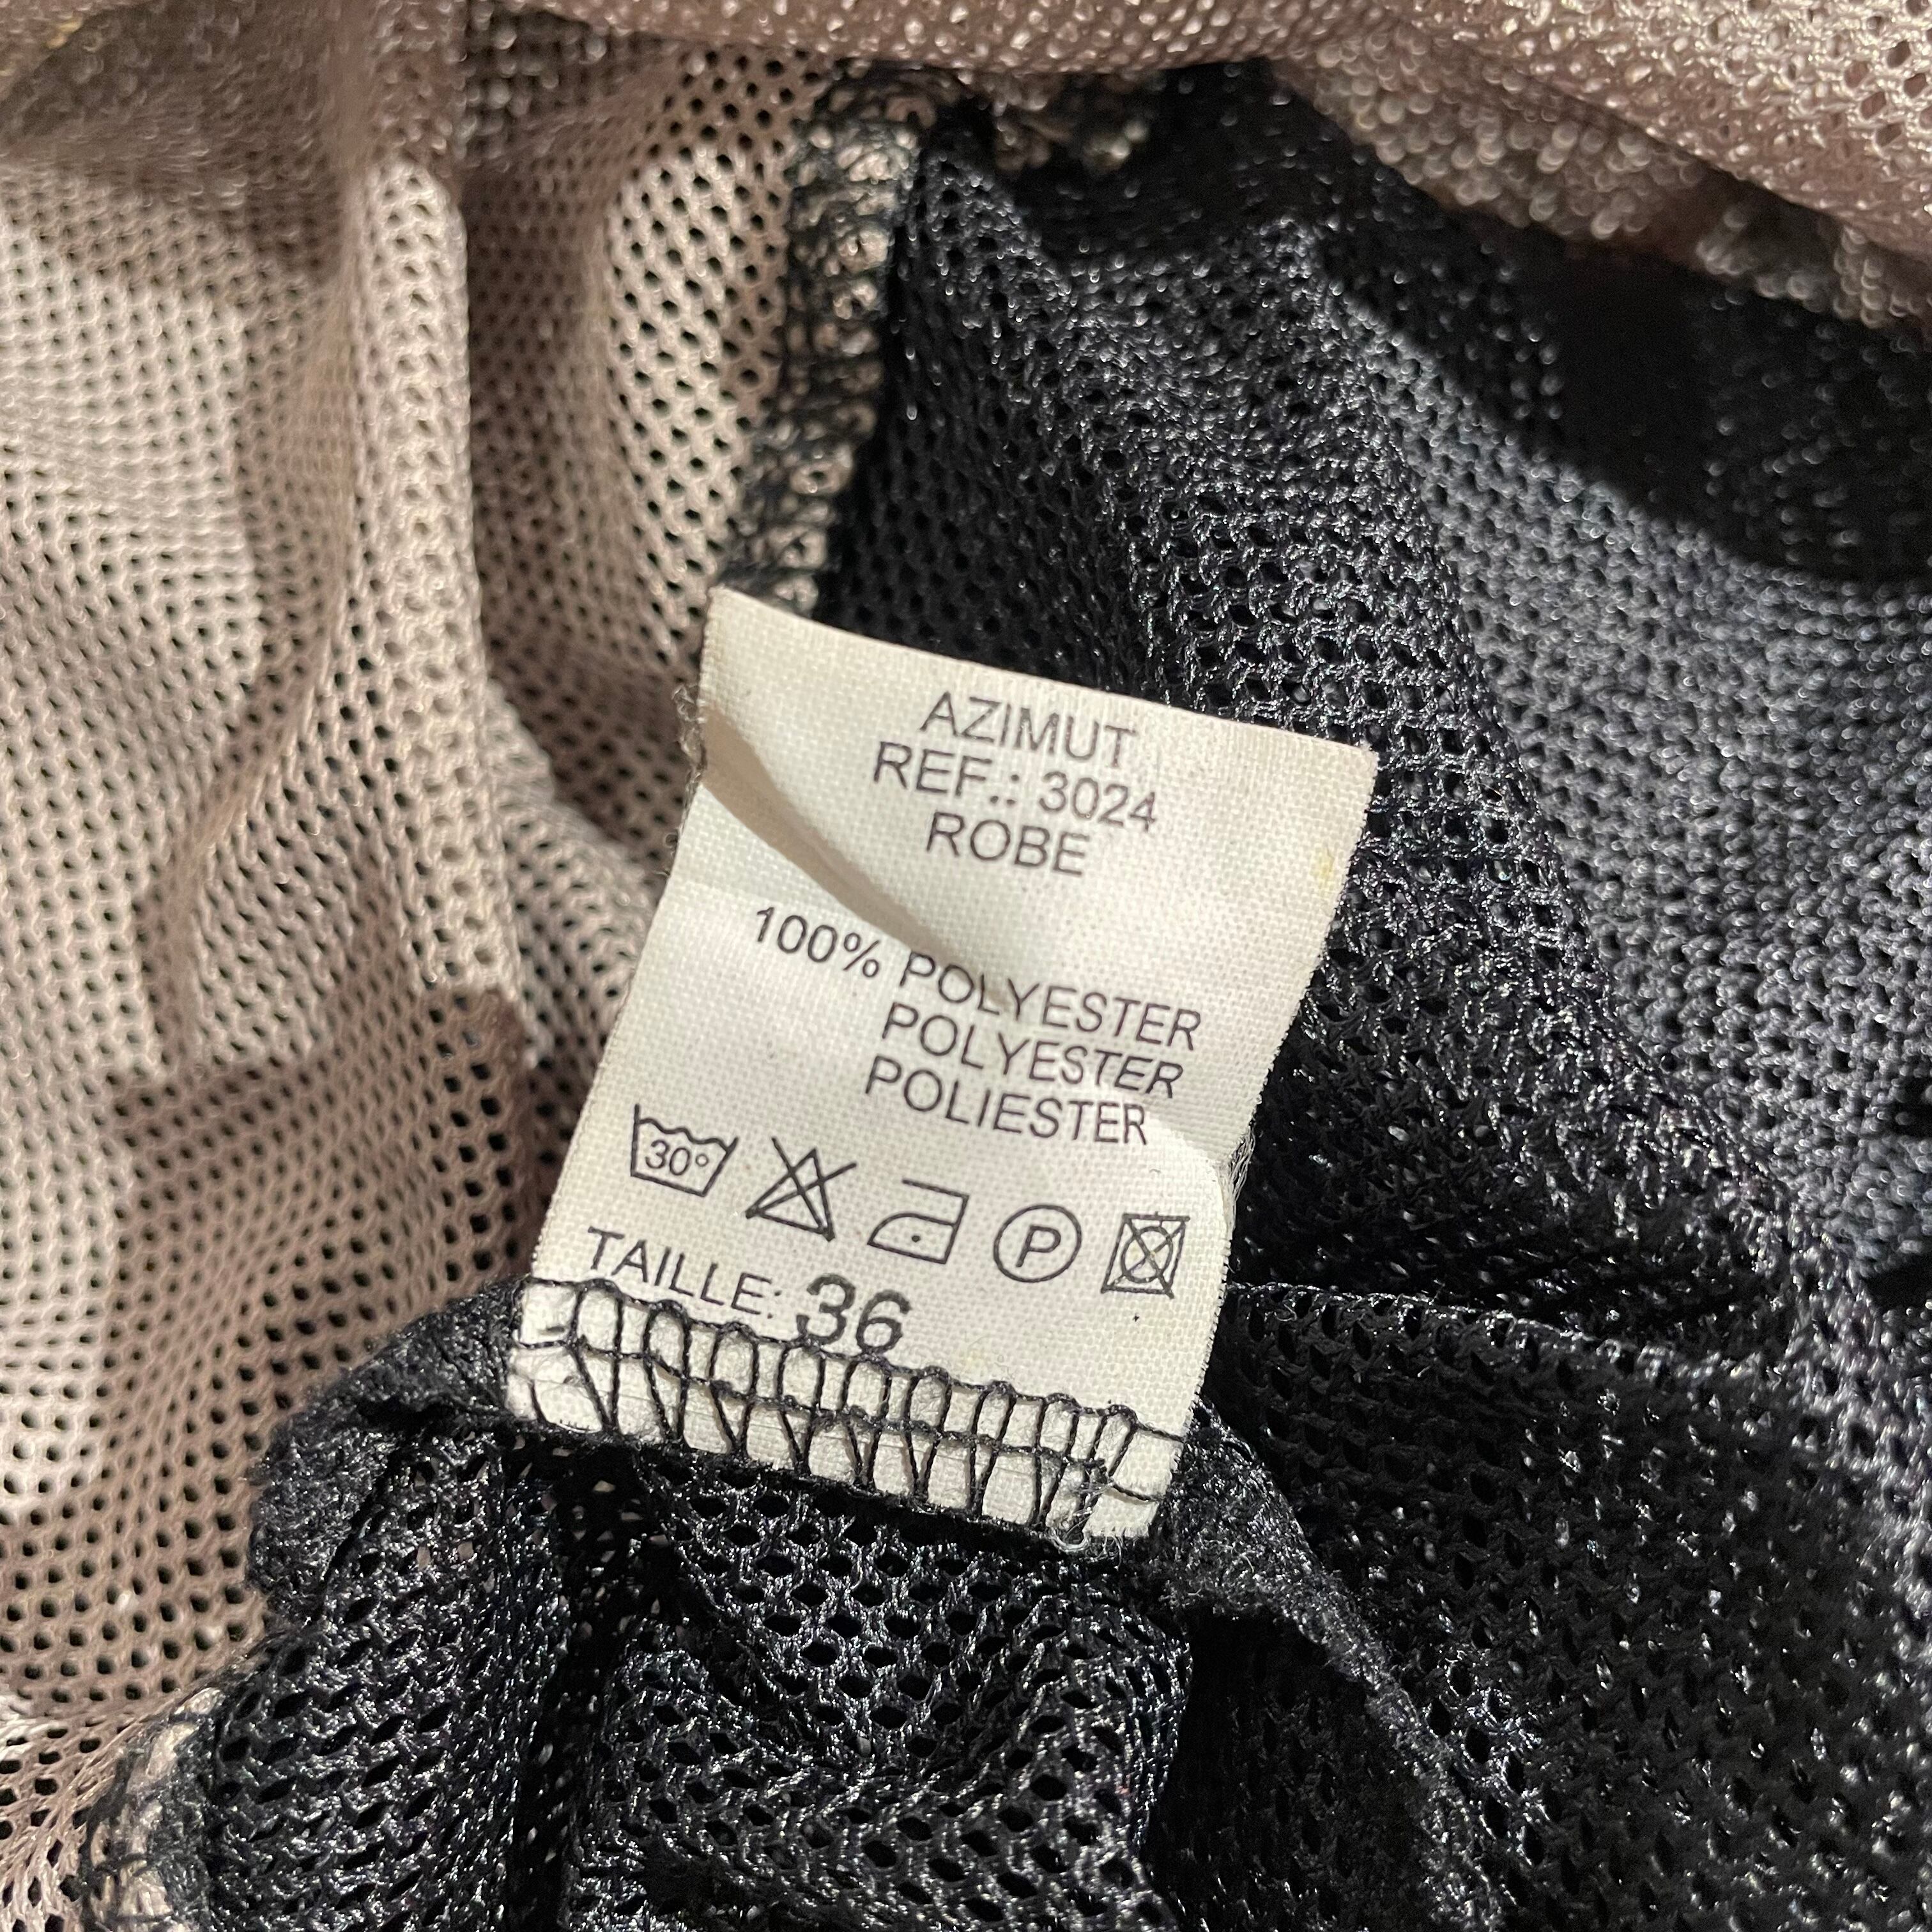 AZIMUT
REF.: 3024
ROBE
100% POLYESTER
POLYESTER
POLIESTER
30° P
TAILLE: 36